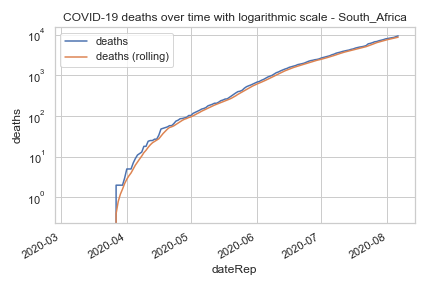 COVID-19 deaths over time with logarithmic scale - South_Africa
deaths
deaths (rolling)
deaths
10⁴
10³
10²
10¹
10⁰
2020-03
2020-04
2020-05
2020-06
2020-07
2020-08
dateRep